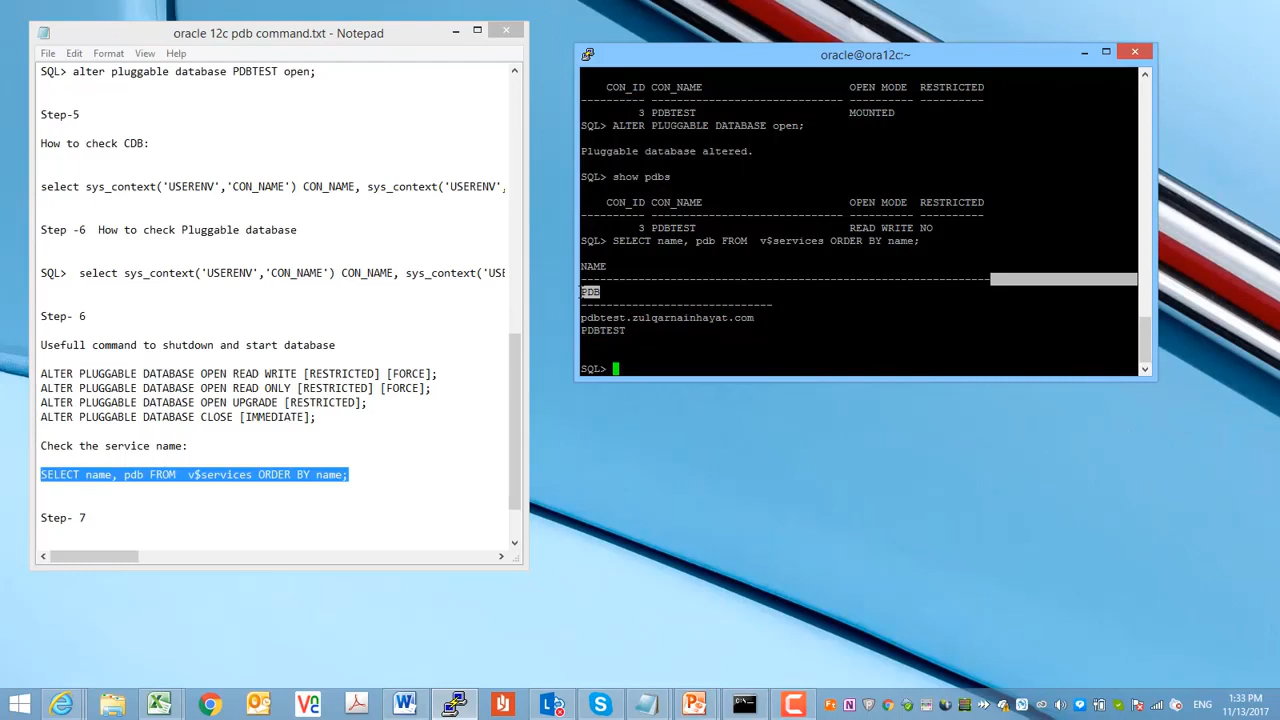 oracle 12c pdb command.txt - Notepad
File Edit Format View Help
SQL> alter pluggable database PDBTEST open;
Step-5
How to check CDB:
select sys_context('USERENV','CON_NAME') CON_NAME, sys_context('USERENV',
Step -6  How to check Pluggable database
SQL>  select sys_context('USERENV','CON_NAME') CON_NAME, sys_context('USE
Step- 6
Usefull command to shutdown and start database
ALTER PLUGGABLE DATABASE OPEN READ WRITE [RESTRICTED] [FORCE];
ALTER PLUGGABLE DATABASE OPEN READ ONLY [RESTRICTED] [FORCE];
ALTER PLUGGABLE DATABASE OPEN UPGRADE [RESTRICTED];
ALTER PLUGGABLE DATABASE CLOSE [IMMEDIATE];
Check the service name:
SELECT name, pdb FROM  v$services ORDER BY name;
Step- 7
oracle@ora12c:~
CON_ID CON_NAME OPEN MODE RESTRICTED
---------- ------------------------------ ---------- ----------
3 PDBTEST MOUNTED
SQL> ALTER PLUGGABLE DATABASE open;
Pluggable database altered.
SQL> show pdbs
CON_ID CON_NAME OPEN MODE RESTRICTED
---------- ------------------------------ ---------- ----------
3 PDBTEST READ WRITE NO
SQL> SELECT name, pdb FROM  v$services ORDER BY name;
NAME
----------------------------------------------------------------
PDB
------------------------------
pdbtest.zulqarnainhayat.com
PDBTEST
SQL>
ENG
1:33 PM
11/13/2017